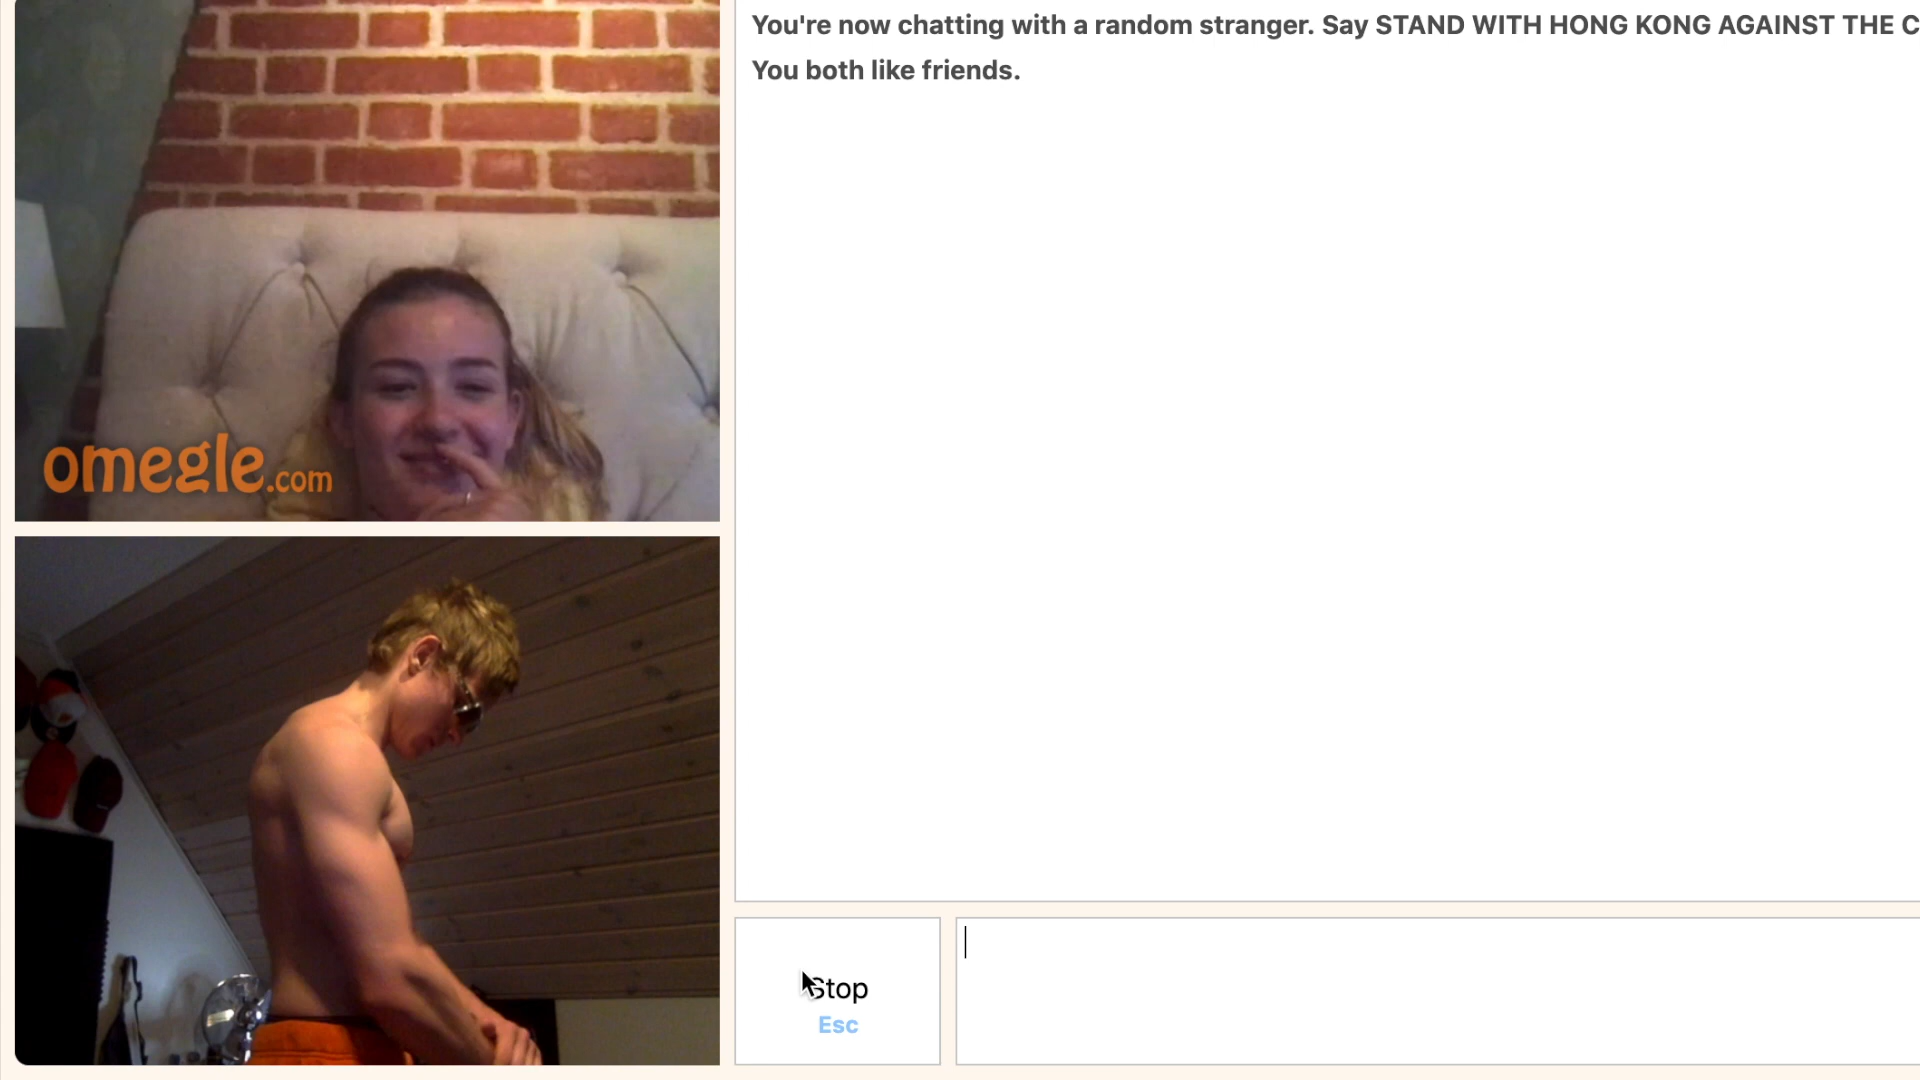 You're now chatting with a random stranger. Say STAND WITH HONG KONG AGAINST THE C
You both like friends.
omegle.com
Stop
Esc